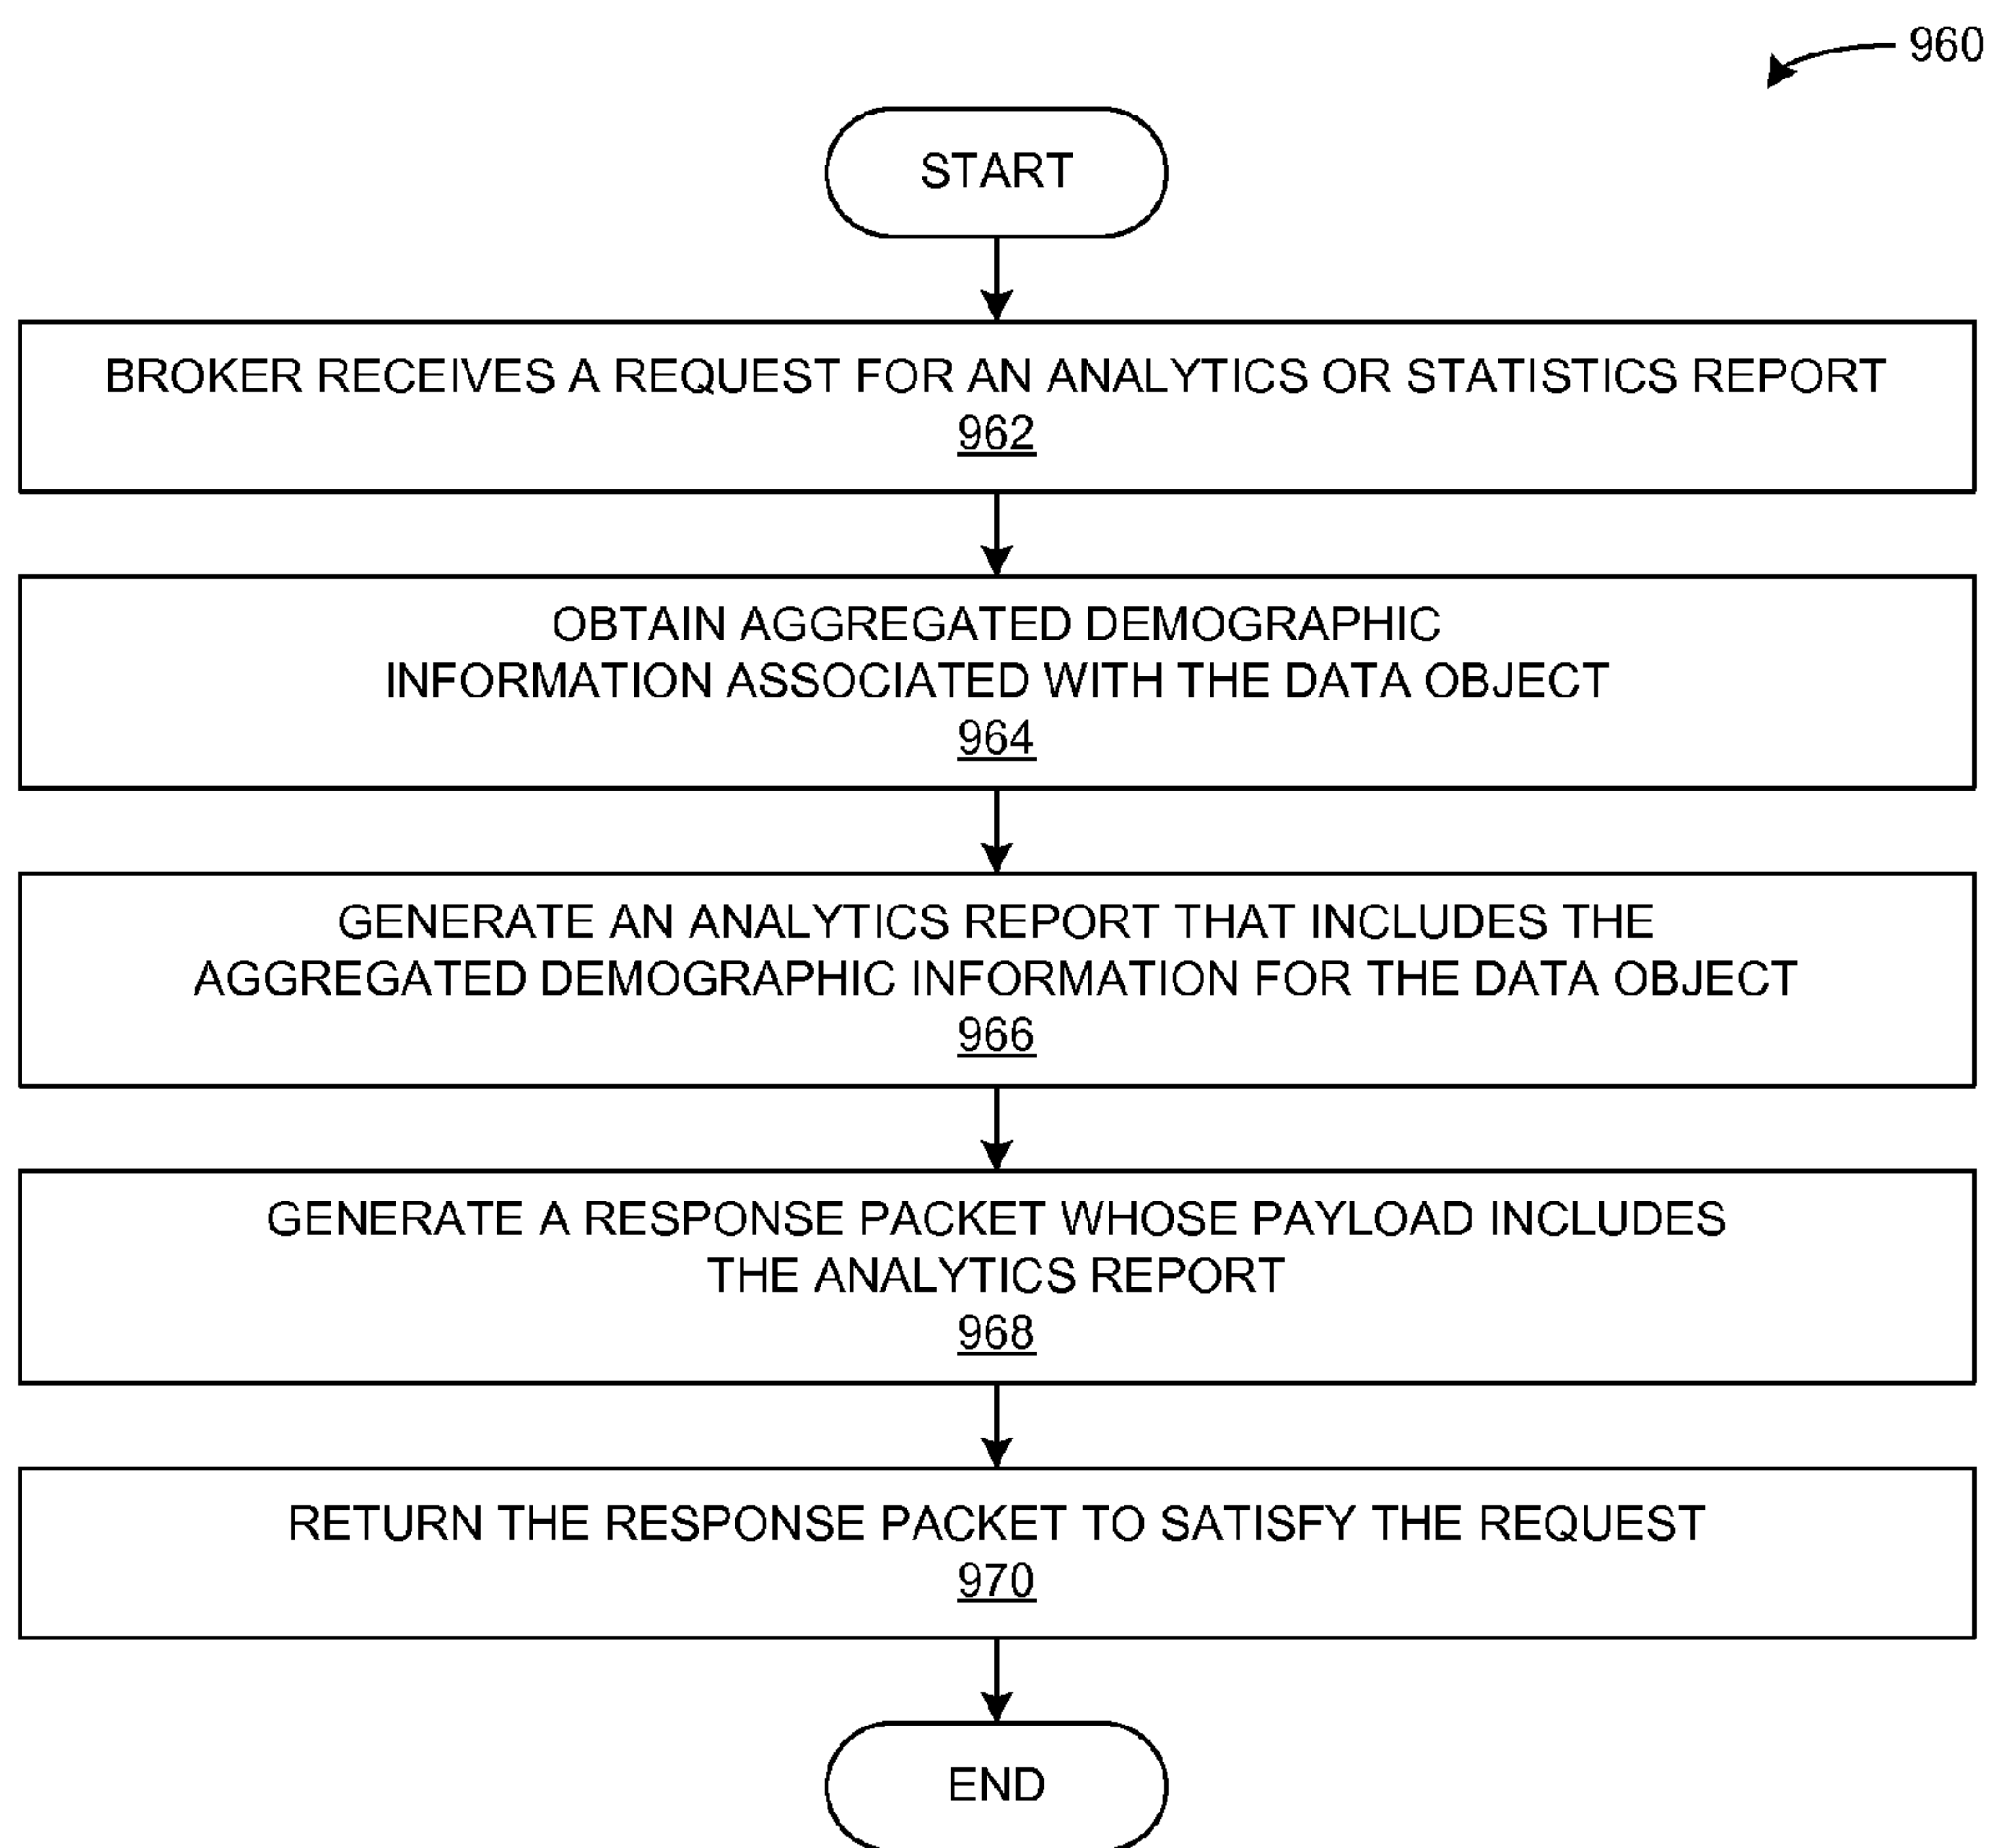 960
START
BROKER RECEIVES A REQUEST FOR AN ANALYTICS OR STATISTICS REPORT
962
OBTAIN AGGREGATED DEMOGRAPHIC
INFORMATION ASSOCIATED WITH THE DATA OBJECT
964
GENERATE AN ANALYTICS REPORT THAT INCLUDES THE
AGGREGATED DEMOGRAPHIC INFORMATION FOR THE DATA OBJECT
966
GENERATE A RESPONSE PACKET WHOSE PAYLOAD INCLUDES
THE ANALYTICS REPORT
968
RETURN THE RESPONSE PACKET TO SATISFY THE REQUEST
970
END